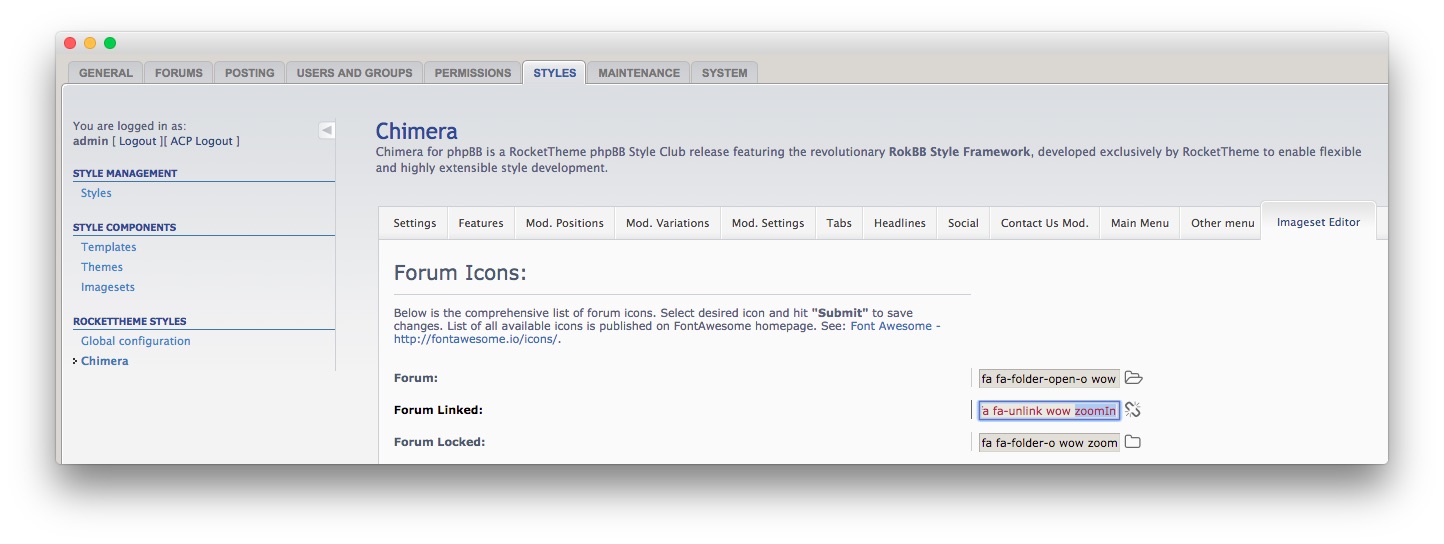 GENERAL FORUMS POSTING USERS AND GROUPS PERMISSIONS STYLES MAINTENANCE SYSTEM
You are logged in as:
admin [ Logout ][ ACP Logout ]
STYLE MANAGEMENT
Styles
STYLE COMPONENTS
Templates
Themes
Imagesets
ROCKETTHEME STYLES
Global configuration
Chimera
Chimera
Chimera for phpBB is a RocketTheme phpBB Style Club release featuring the revolutionary RokBB Style Framework, developed exclusively by RocketTheme to enable flexible
and highly extensible style development.
Settings Features Mod. Positions Mod. Variations Mod. Settings Tabs Headlines Social Contact Us Mod. Main Menu Other menu Imageset Editor
Forum Icons:
Below is the comprehensive list of forum icons. Select desired icon and hit "Submit" to save
changes. List of all available icons is published on FontAwesome homepage. See: Font Awesome -
http://fontawesome.io/icons/.
Forum: fa fa-folder-open-o wow
Forum Linked: fa fa-unlink wow zoomIn
Forum Locked: fa fa-folder-o wow zoom